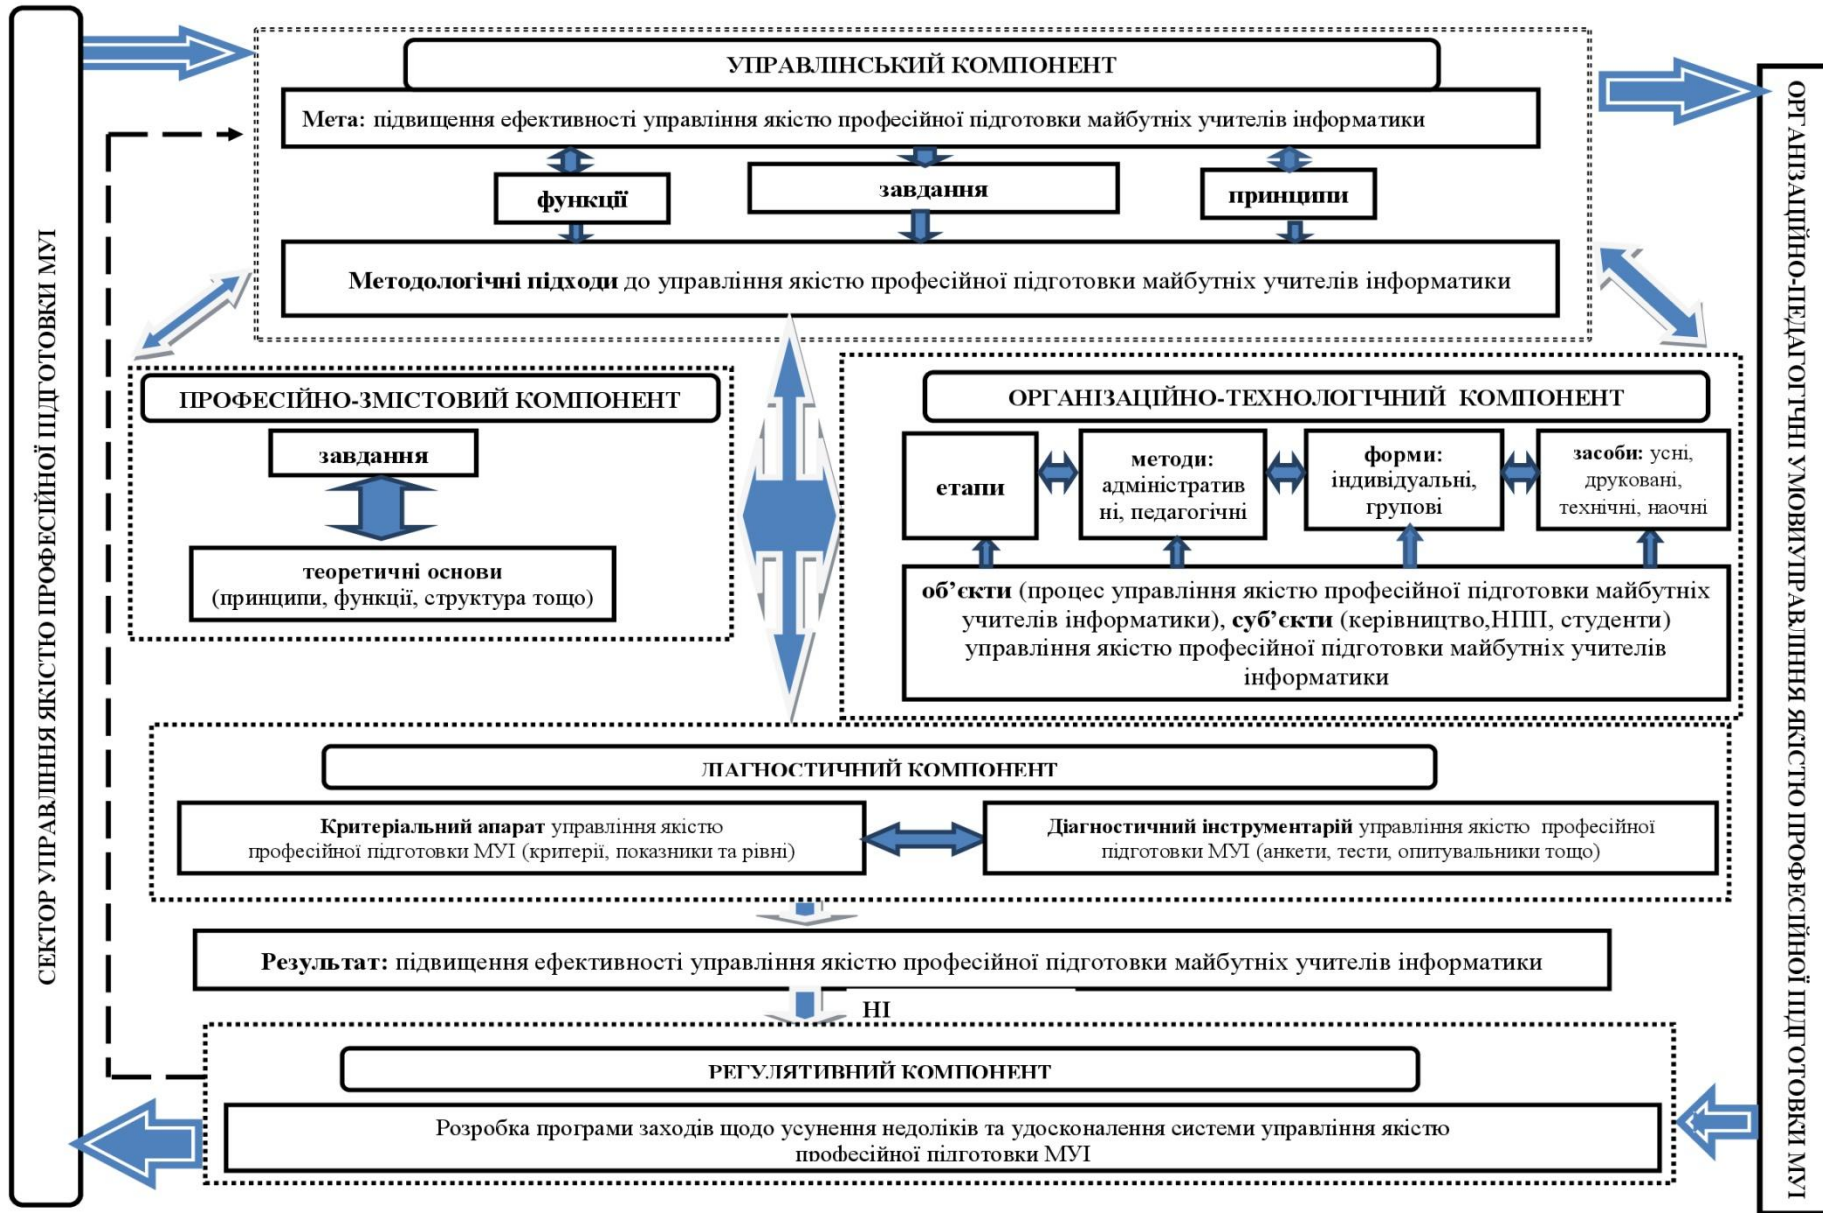 СЕКТОР УПРАВЛІННЯ ЯКІСТЮ ПРОФЕСІЙНОЇ ПІДГОТОВКИ МУІ
УПРАВЛІНСЬКИЙ КОМПОНЕНТ
Мета: підвищення ефективності управління якістю професійної підготовки майбутніх учителів інформатики
функції
завдання
принципи
Методологічні підходи до управління якістю професійної підготовки майбутніх учителів інформатики
ПРОФЕСІЙНО-ЗМІСТОВИЙ КОМПОНЕНТ
завдання
теоретичні основи
(принципи, функції, структура тощо)
ОРГАНІЗАЦІЙНО-ТЕХНОЛОГІЧНИЙ КОМПОНЕНТ
етапи
методи:
адміністратив
ні, педагогічні
форми:
індивідуальні,
групові
засоби: усні,
друковані,
технічні, наочні
об’єкти (процес управління якістю професійної підготовки майбутніх
учителів інформатики), суб’єкти (керівництво,НПП, студенти)
управління якістю професійної підготовки майбутніх учителів
інформатики
ДІАГНОСТИЧНИЙ КОМПОНЕНТ
Критеріальний апарат управління якістю
професійної підготовки МУІ (критерії, показники та рівні)
Діагностичний інструментарій управління якістю професійної
підготовки МУІ (анкети, тести, опитувальники тощо)
Результат: підвищення ефективності управління якістю професійної підготовки майбутніх учителів інформатики
НІ
РЕГУЛЯТИВНИЙ КОМПОНЕНТ
Розробка програми заходів щодо усунення недоліків та удосконалення системи управління якістю
професійної підготовки МУІ
ОРГАНІЗАЦІЙНО-ПЕДАГОГІЧНІ УМОВИУПРАВЛІННЯ ЯКІСТЮ ПРОФЕСІЙНОЇ ПІДГОТОВКИ МУІ